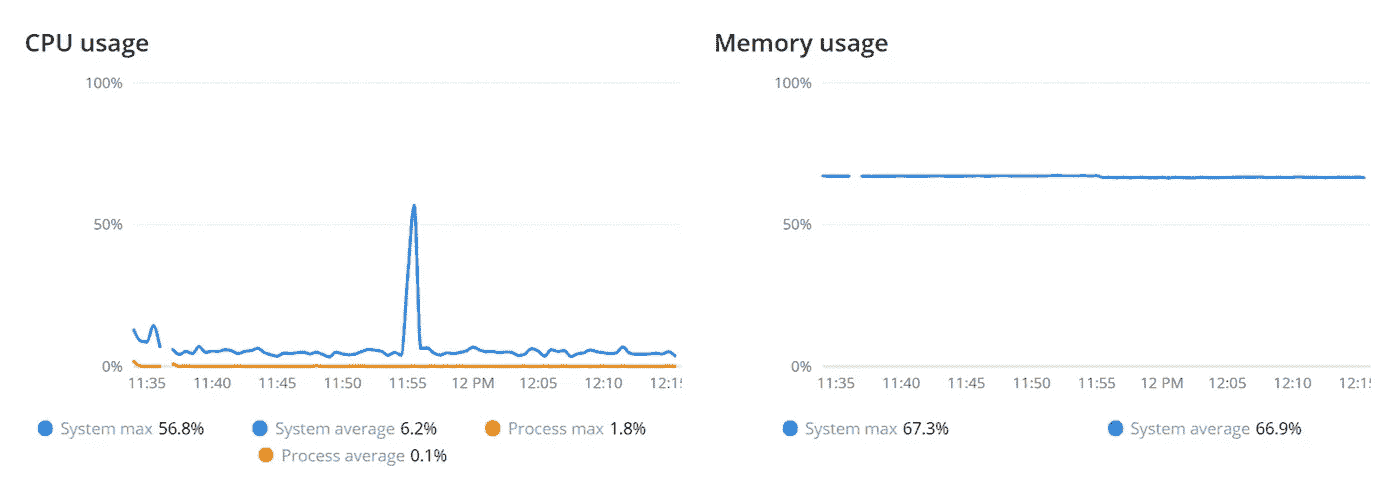 CPU usage
100%
50%
0%
11:35 11:40 11:45 11:50 11:55 12 PM 12:05 12:10
System max 56.8% System average 6.2% Process max 1.8%
Process average 0.1%
Memory usage
100%
50%
0%
11:35 11:40 11:45 11:50 11:55 12 PM 12:05 12:10
System max 67.3% System average 66.9%